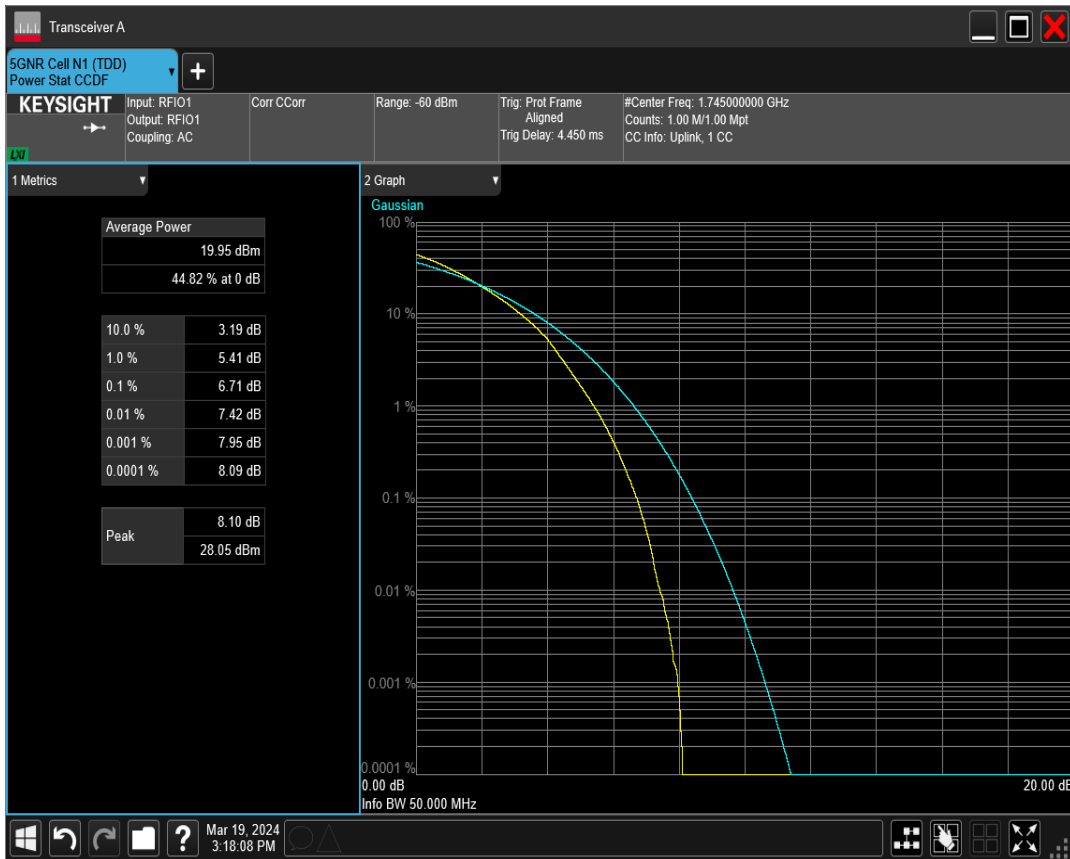 Transceiver A
5GNR Cell N1 (TDD)
Power Stat CCDF
+
KEYSIGHT
LXI
Input: RFIO1
Output: RFIO1
Coupling: AC
Corr CCorr
Range: -60 dBm
Trig: Prot Frame
Aligned
Trig Delay: 4.450 ms
#Center Freq: 1.745000000 GHz
Counts: 1.00 M/1.00 Mpt
CC Info: Uplink, 1 CC
1 Metrics
Average Power
19.95 dBm
44.82 % at 0 dB
10.0 % 3.19 dB
1.0 % 5.41 dB
0.1 % 6.71 dB
0.01 % 7.42 dB
0.001 % 7.95 dB
0.0001 % 8.09 dB
Peak
8.10 dB
28.05 dBm
2 Graph
Gaussian
100 %
10 %
1 %
0.1 %
0.01 %
0.001 %
0.0001 %
0.00 dB 20.00 dB
Info BW 50.000 MHz
?
Mar 19, 2024
3:18:08 PM